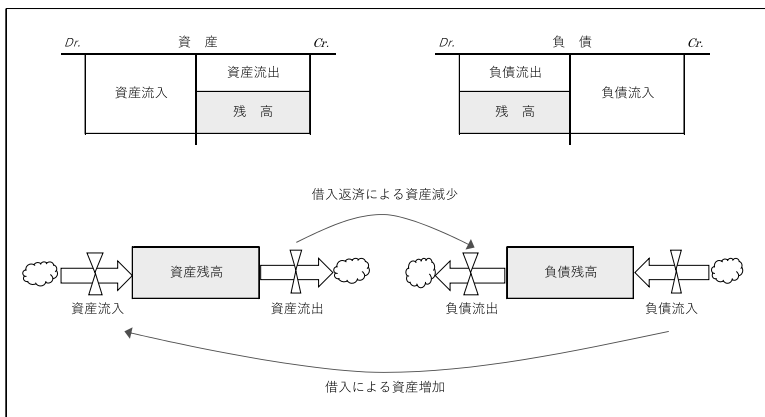 Dr. 資 産 Cr.
資産流入
資産流出
残 高
Dr. 負 債 Cr.
負債流出
残 高
負債流入
借入返済による資産減少
資産残高
資産流入
資産流出
負債残高
負債流出
負債流入
借入による資産増加